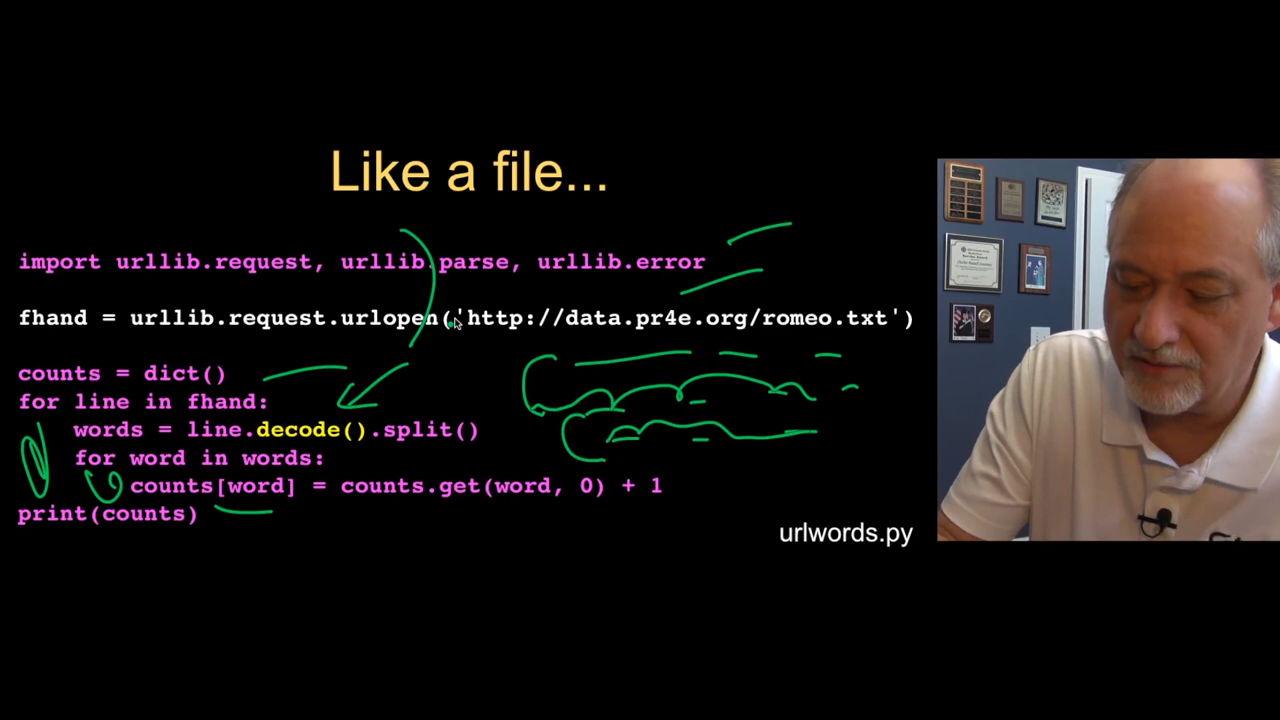 Like a file...
import urllib.request, urllib.parse, urllib.error
fhand = urllib.request.urlopen('http://data.pr4e.org/romeo.txt')
counts = dict()
for line in fhand:
    words = line.decode().split()
    for word in words:
        counts[word] = counts.get(word, 0) + 1
print(counts)
urlwords.py